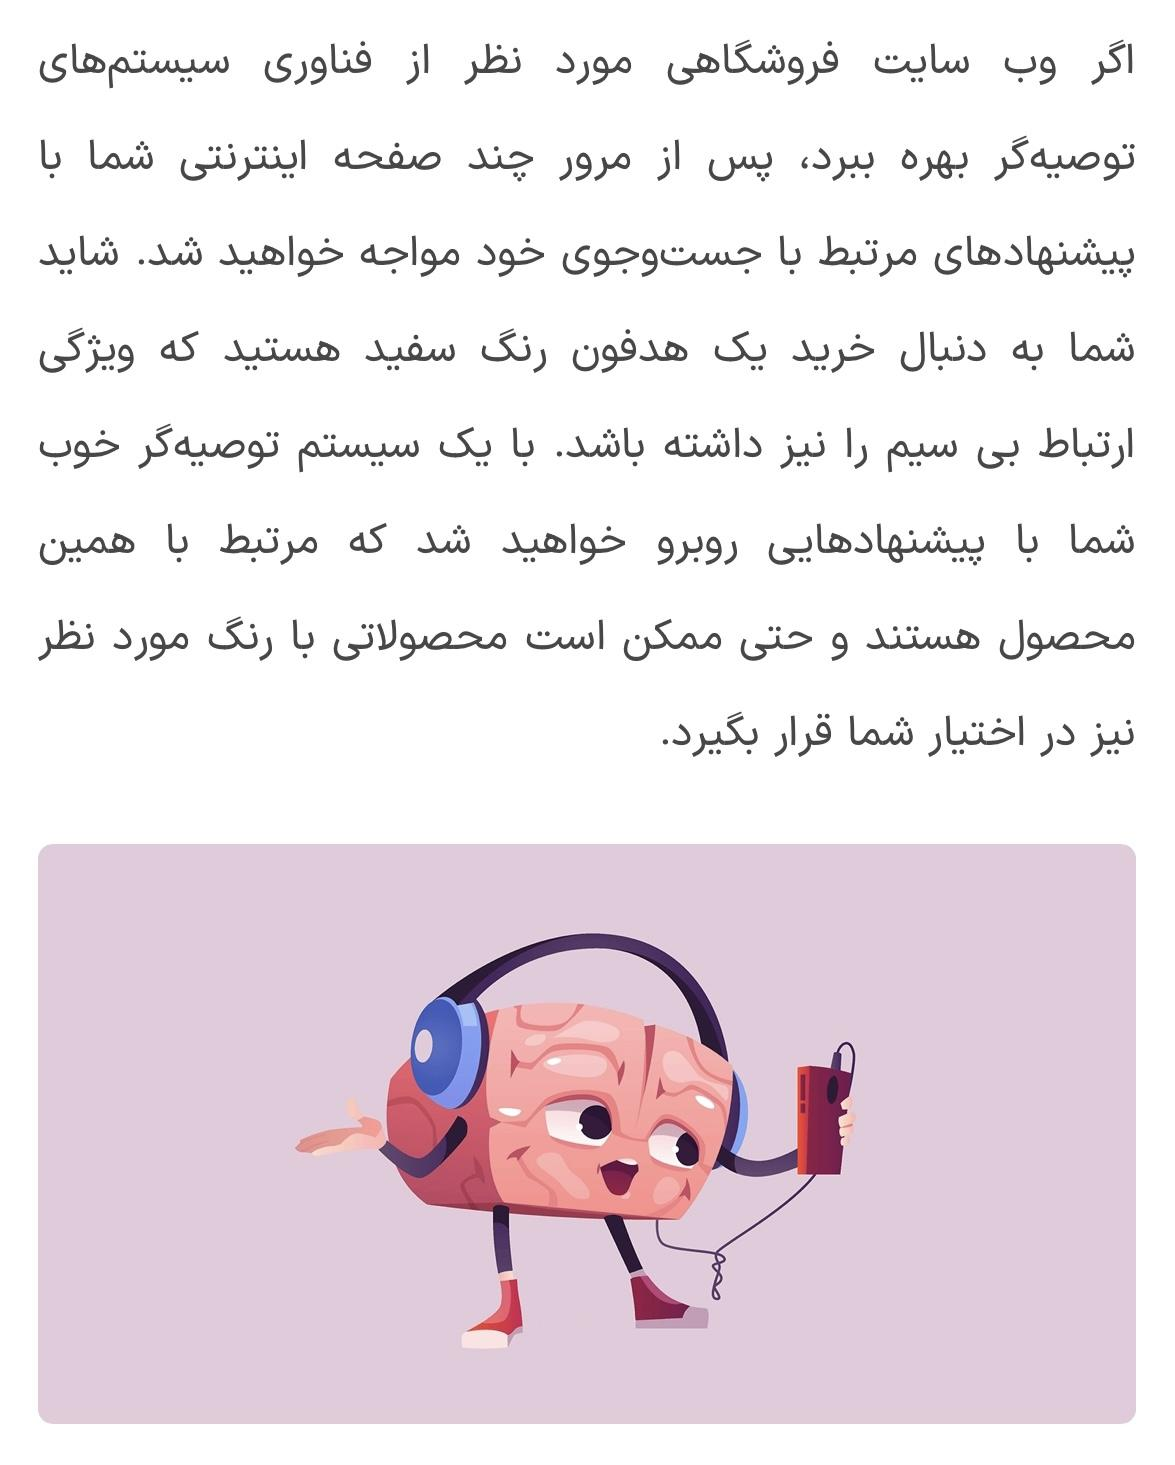 اگر وب سایت فروشگاهی مورد نظر از فناوری سیستم‌های
توصیه‌گر بهره ببرد، پس از مرور چند صفحه اینترنتی شما با
پیشنهادهای مرتبط با جست‌وجوی خود مواجه خواهید شد. شاید
شما به دنبال خرید یک هدفون رنگ سفید هستید که ویژگی
ارتباط بی سیم را نیز داشته باشد. با یک سیستم توصیه‌گر خوب
شما با پیشنهادهایی روبرو خواهید شد که مرتبط با همین
محصول هستند و حتی ممکن است محصولاتی با رنگ مورد نظر
نیز در اختیار شما قرار بگیرد.